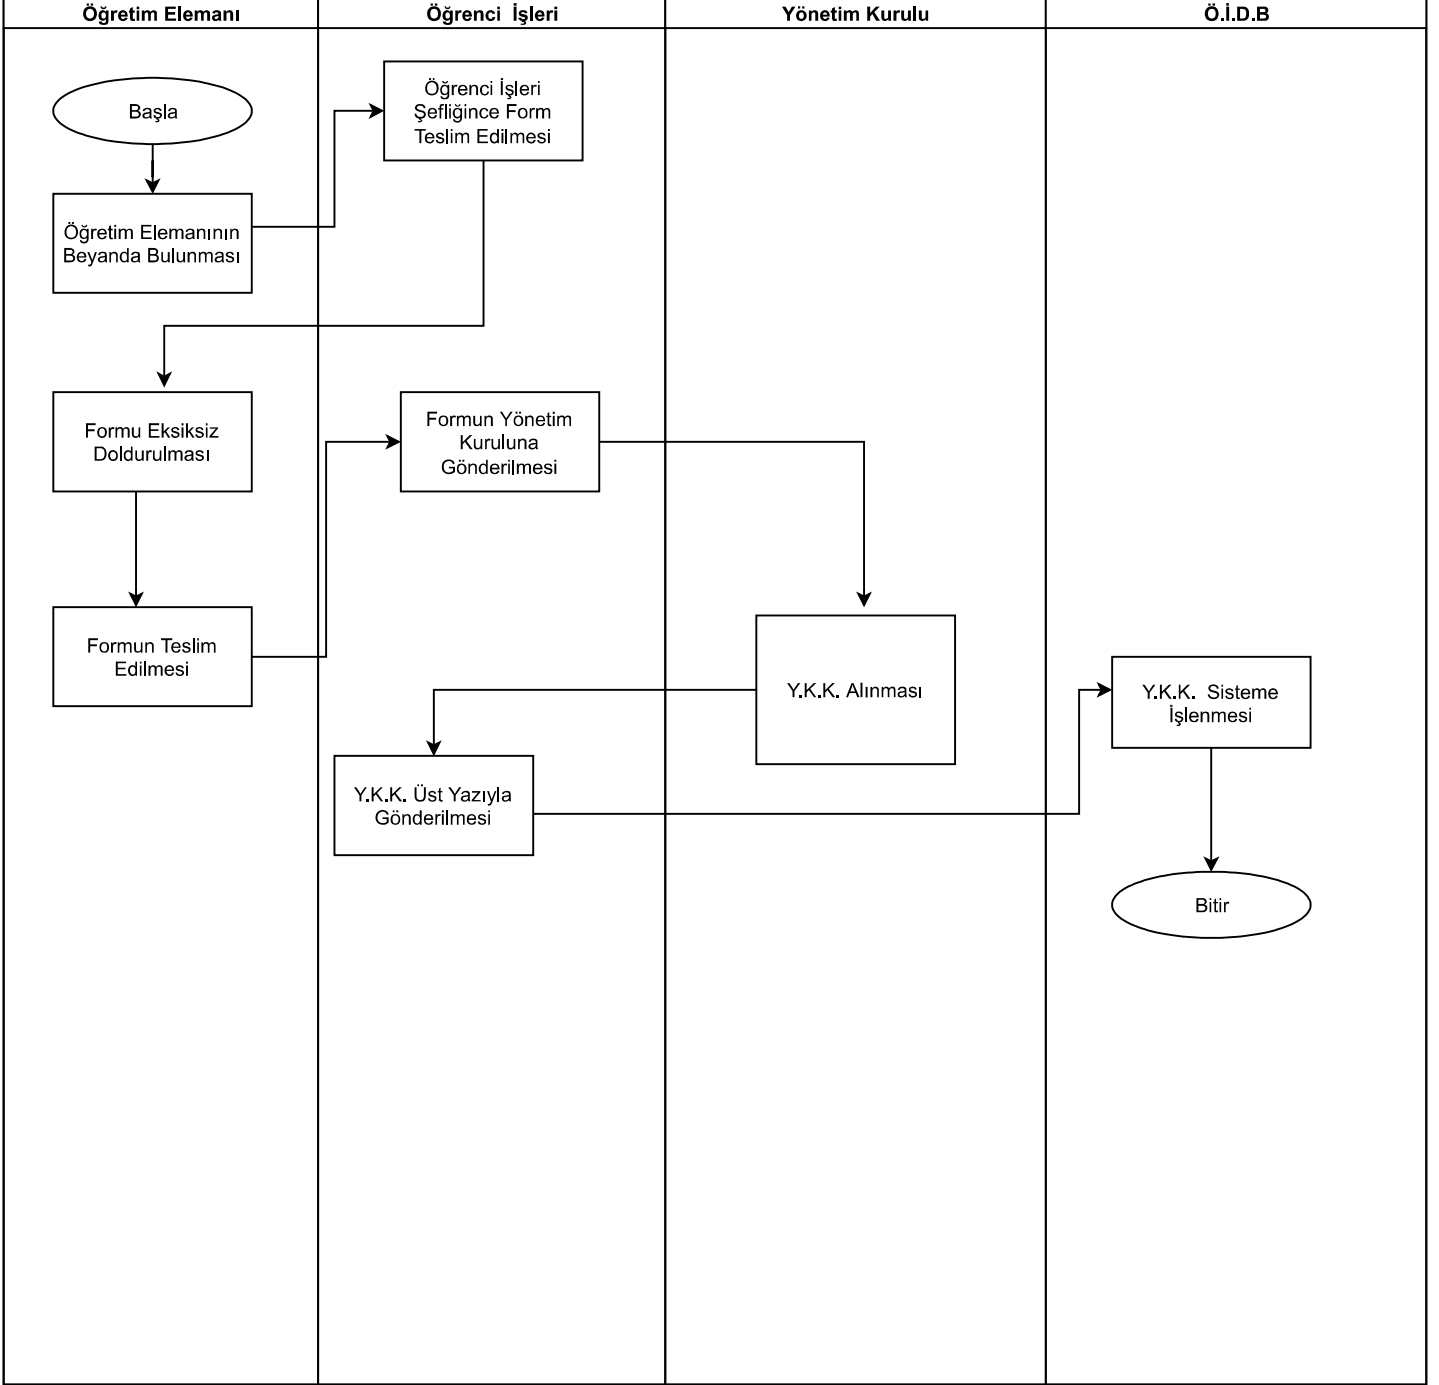 Öğretim Elemanı
Öğrenci İşleri
Yönetim Kurulu
Ö.İ.D.B
Başla
Öğrenci İşleri
Şefliğince Form
Teslim Edilmesi
Öğretim Elemanının
Beyanda Bulunması
Formu Eksiksiz
Doldurulması
Formun Yönetim
Kuruluna
Gönderilmesi
Formun Teslim
Edilmesi
Y.K.K. Alınması
Y.K.K. Sisteme
İşlenmesi
Y.K.K. Üst Yazıyla
Gönderilmesi
Bitir